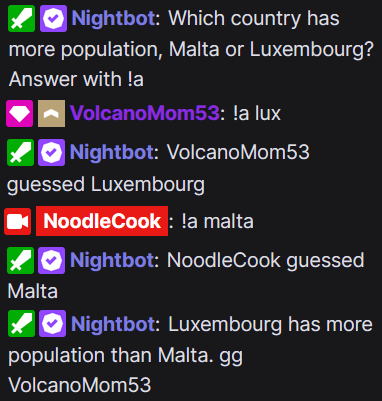 Nightbot: Which country has
more population, Malta or Luxembourg?
Answer with !a
VolcanoMom53: !a lux
Nightbot: VolcanoMom53
guessed Luxembourg
NoodleCook: !a malta
Nightbot: NoodleCook guessed
Malta
Nightbot: Luxembourg has more
population than Malta. gg
VolcanoMom53